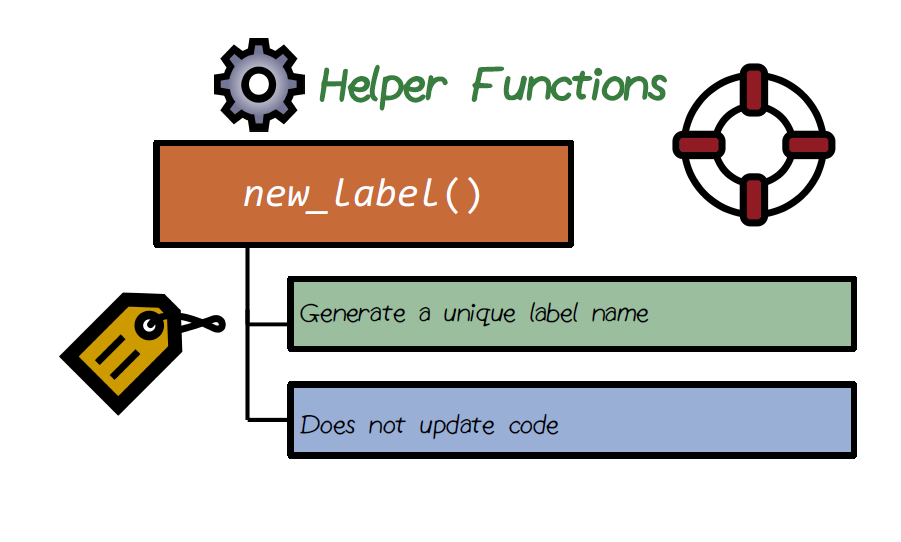 Helper Functions
new_label()
Generate a unique label name
Does not update code